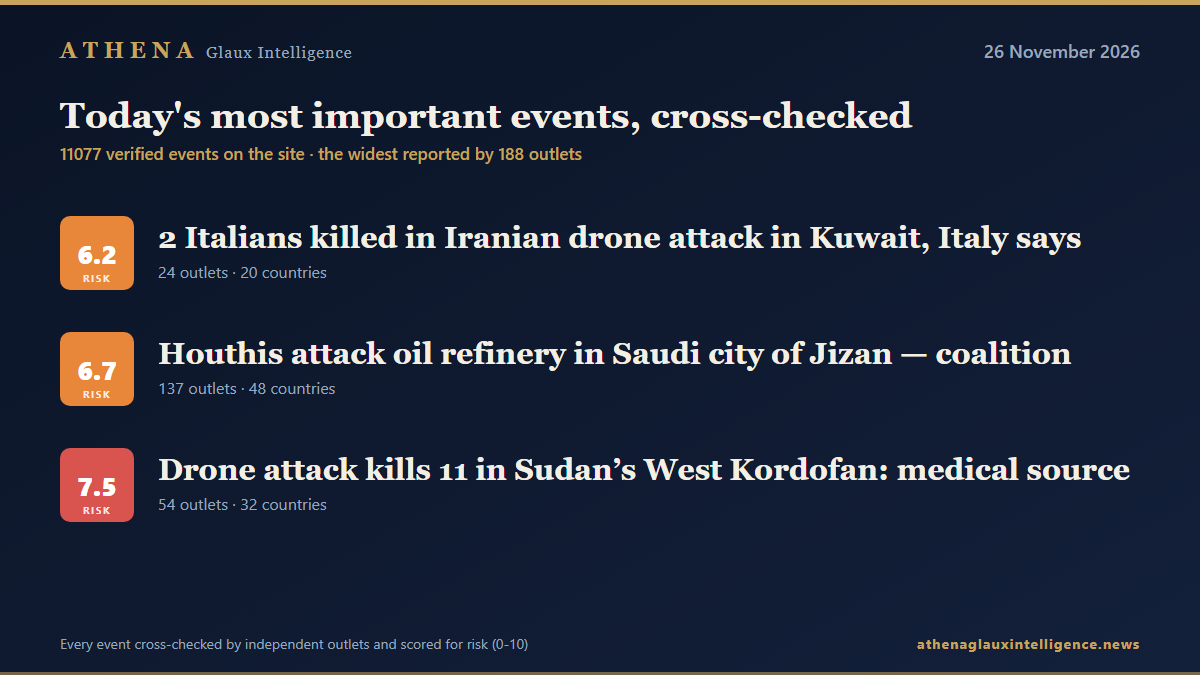 ATHENA Glaux Intelligence
26 November 2026
Today's most important events, cross-checked
11077 verified events on the site · the widest reported by 188 outlets
6.2
RISK
2 Italians killed in Iranian drone attack in Kuwait, Italy says
24 outlets · 20 countries
6.7
RISK
Houthis attack oil refinery in Saudi city of Jizan — coalition
137 outlets · 48 countries
7.5
RISK
Drone attack kills 11 in Sudan’s West Kordofan: medical source
54 outlets · 32 countries
Every event cross-checked by independent outlets and scored for risk (0-10)
athenaglauxintelligence.news